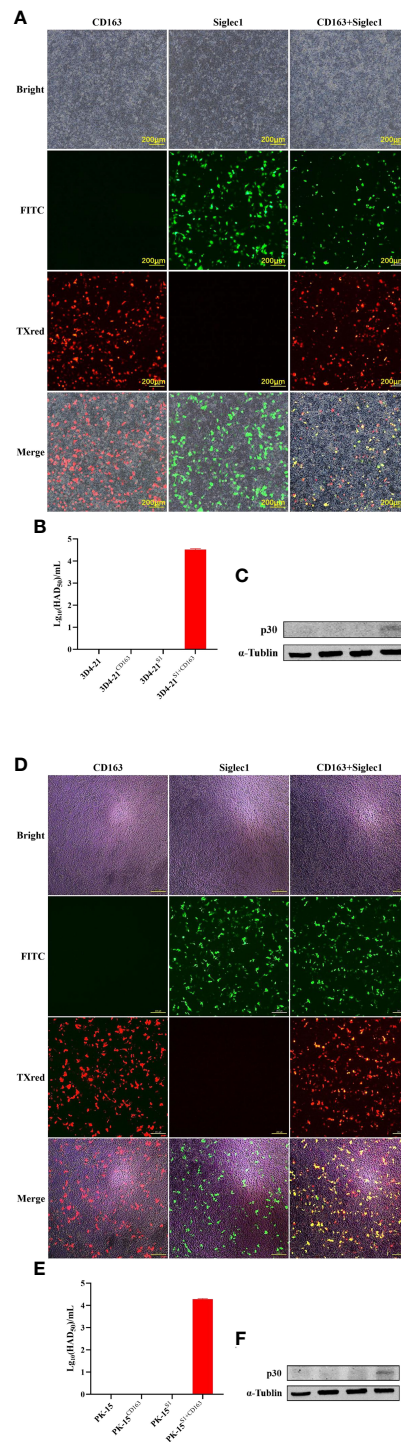 A
CD163 Siglec1 CD163+Siglec1
Bright
200μm 200μm 200μm
FITC
200μm 200μm 200μm
TXred
200μm 200μm 200μm
Merge
200μm 200μm 200μm
B
Lg10(HAD50)/mL
5
4
3
2
1
0
3D4-21 3D4-21CD163 3D4-21S1 3D4-21S1+CD163
C
p30
α-Tublin
D
CD163 Siglec1 CD163+Siglec1
Bright
FITC
TXred
Merge
E
Lg10(HAD50)/mL
5
4
3
2
1
0
PK-15 PK-15CD163 PK-15S1 PK-15S1+CD163
F
p30
α-Tublin